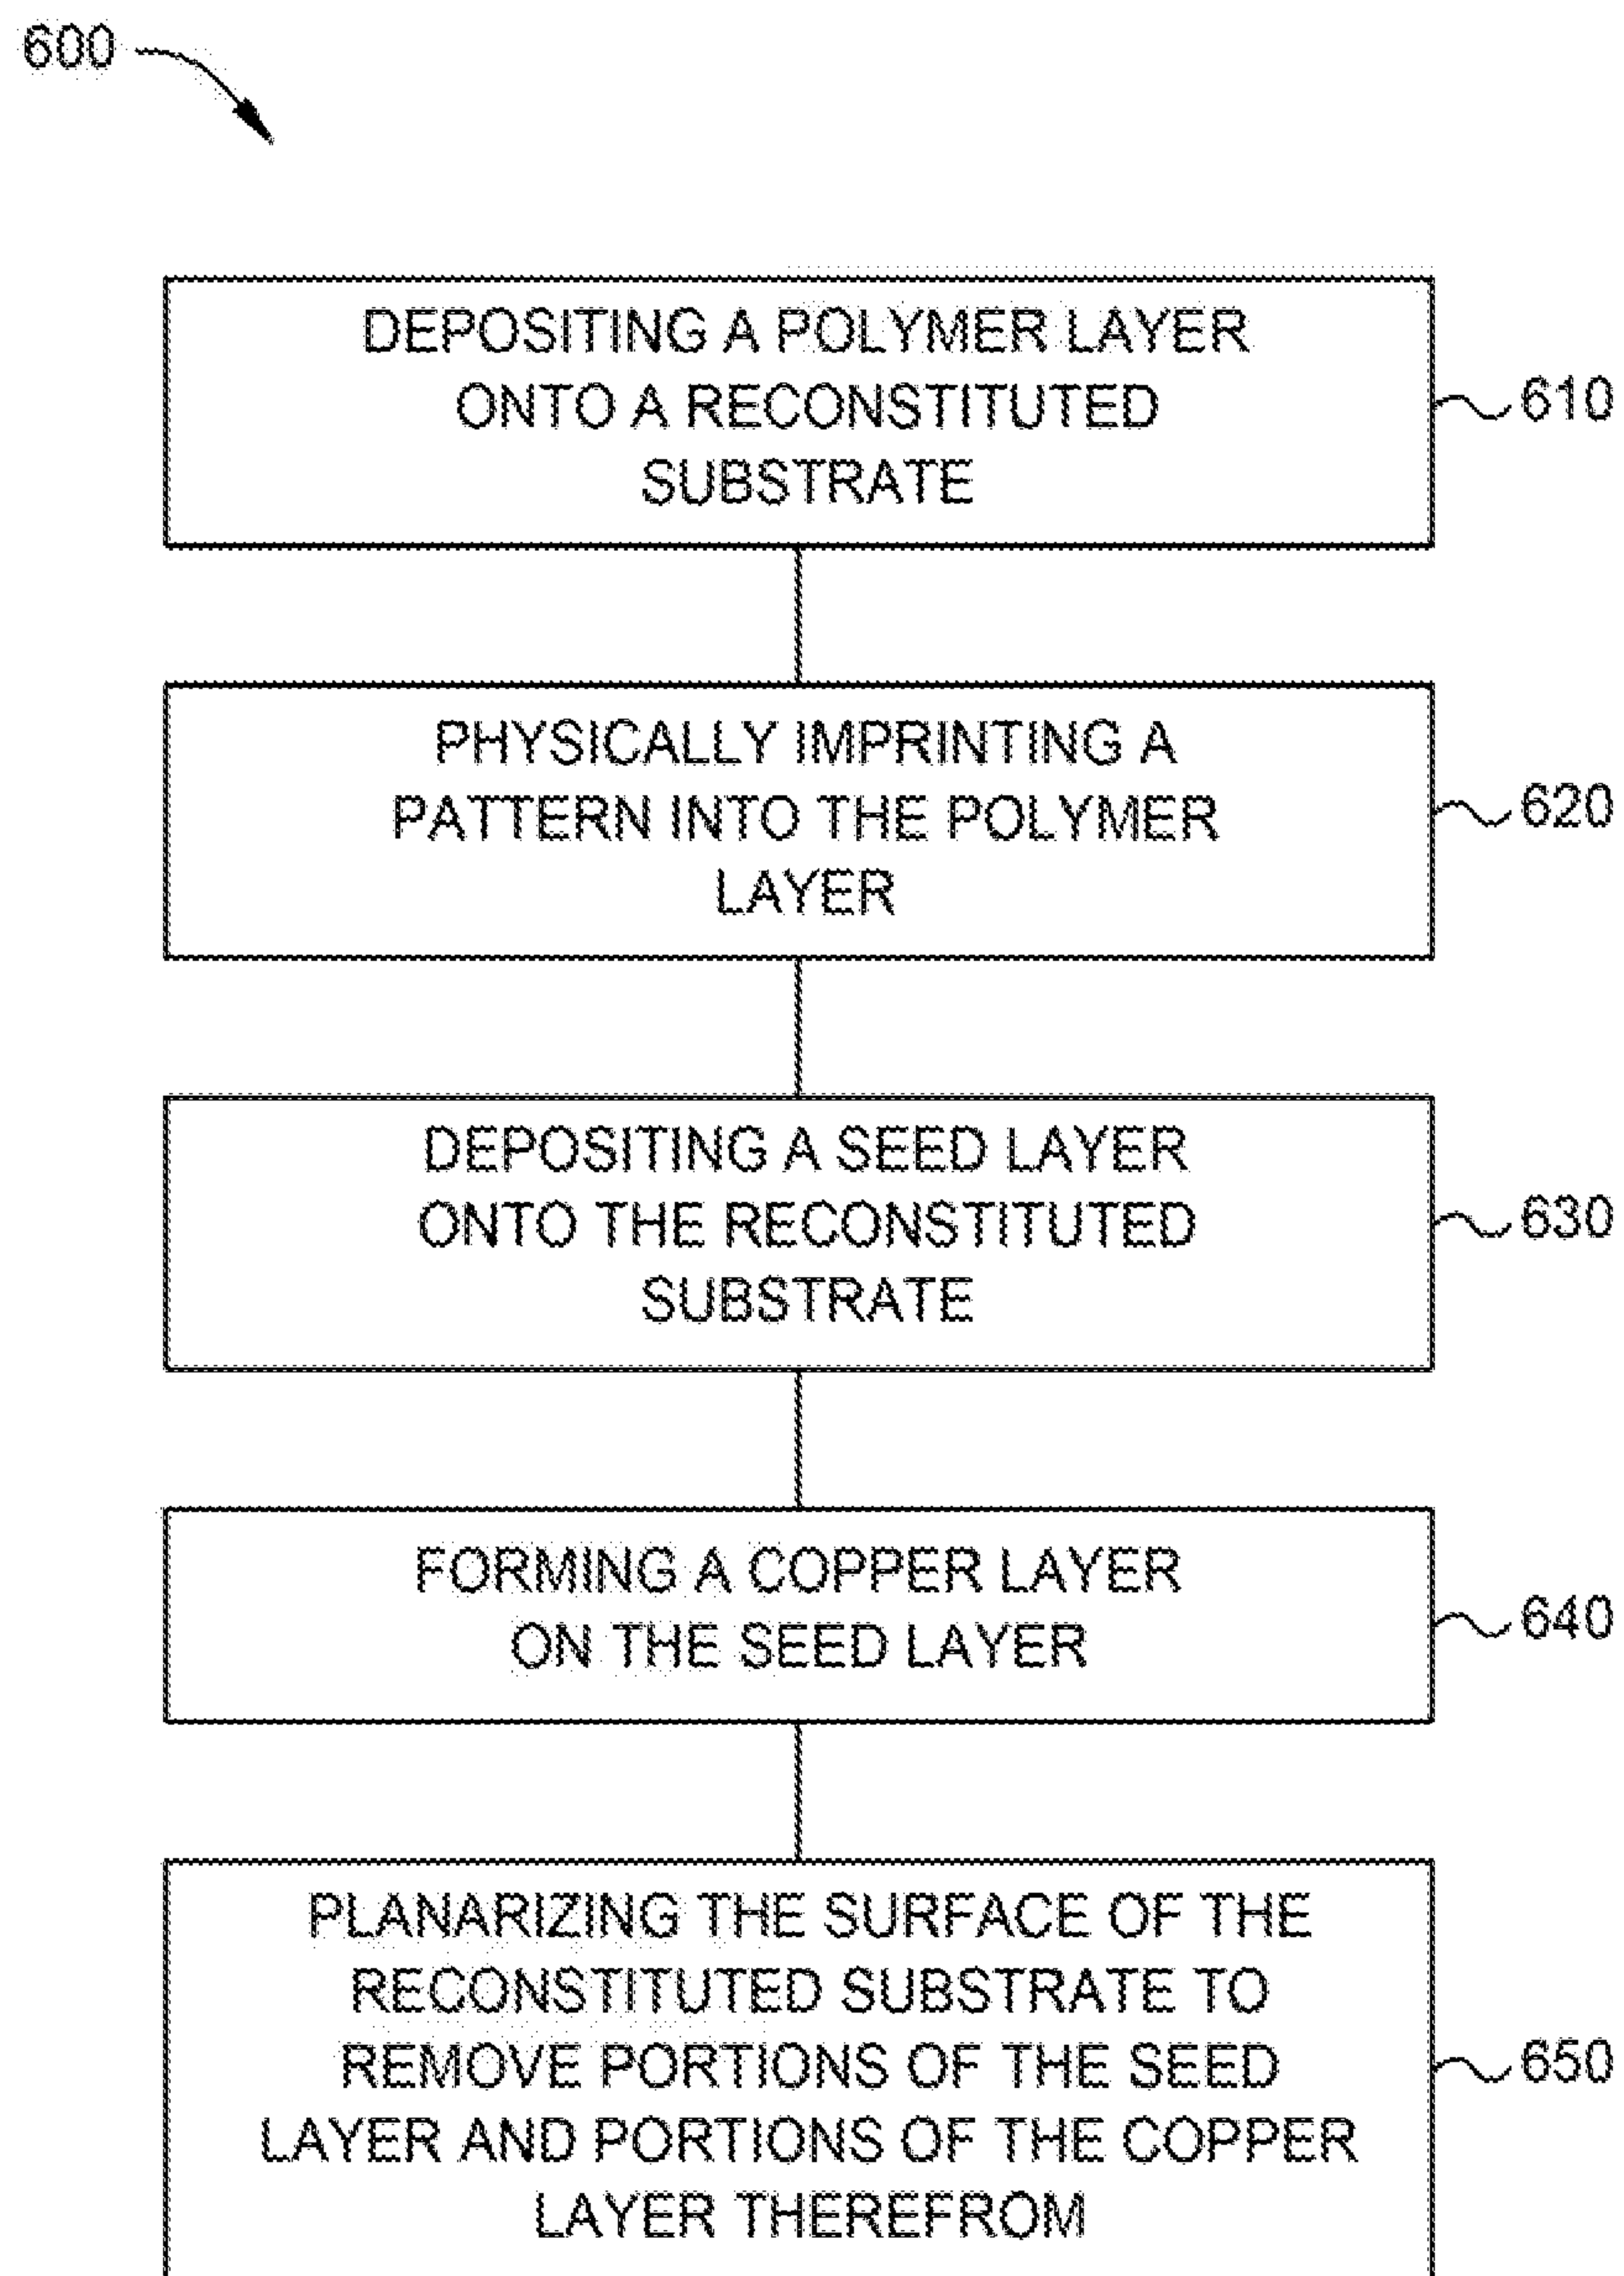 600
DEPOSITING A POLYMER LAYER
ONTO A RECONSTITUTED
SUBSTRATE
610
PHYSICALLY IMPRINTING A
PATTERN INTO THE POLYMER
LAYER
620
DEPOSITING A SEED LAYER
ONTO THE RECONSTITUTED
SUBSTRATE
630
FORMING A COPPER LAYER
ON THE SEED LAYER
640
PLANARIZING THE SURFACE OF THE
RECONSTITUTED SUBSTRATE TO
REMOVE PORTIONS OF THE SEED
LAYER AND PORTIONS OF THE COPPER
LAYER THEREFROM
650